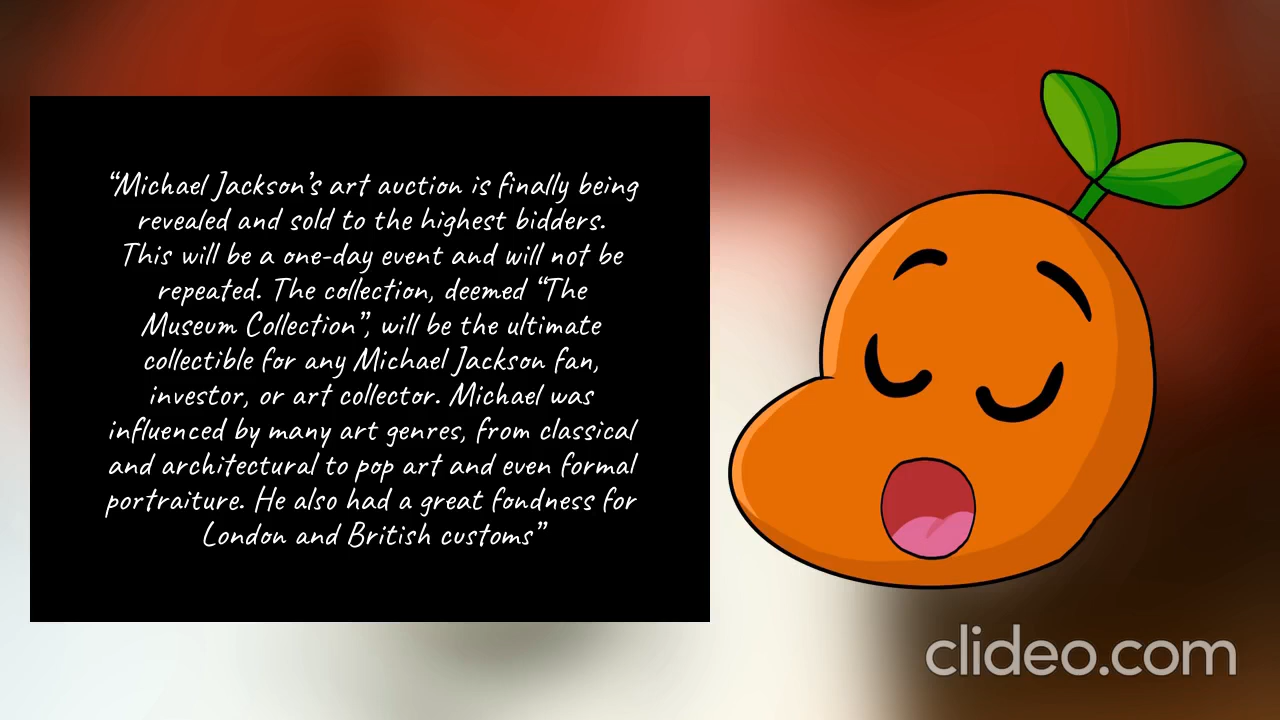 “Michael Jackson’s art auction is finally being
revealed and sold to the highest bidders.
This will be a one-day event and will not be
repeated. The collection, deemed “The
Museum Collection”, will be the ultimate
collectible for any Michael Jackson fan,
investor, or art collector. Michael was
influenced by many art genres, from classical
and architectural to pop art and even formal
portraiture. He also had a great fondness for
London and British customs”
clideo.com